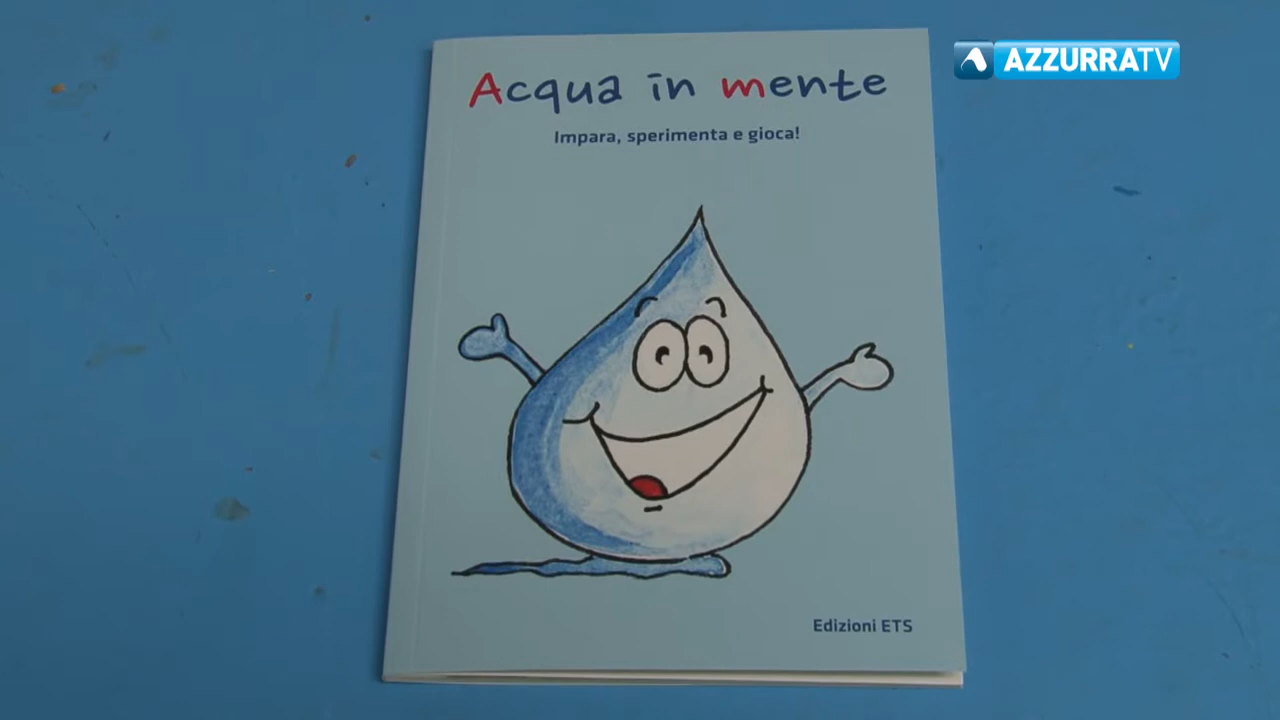 AZZURRATV
Acqua in mente
Impara, sperimenta e gioca!
Edizioni ETS